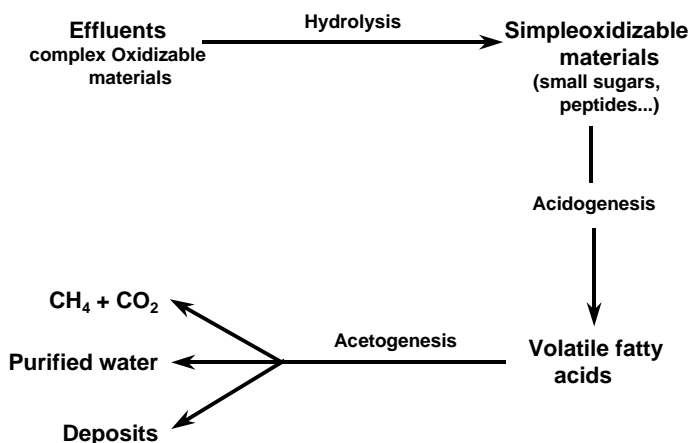 Effluents
complex Oxidizable
materials
Hydrolysis
Simpleoxidizable
materials
(small sugars,
peptides...)
Acidogenesis
CH₄ + CO₂
Purified water
Deposits
Acetogenesis
Volatile fatty
acids